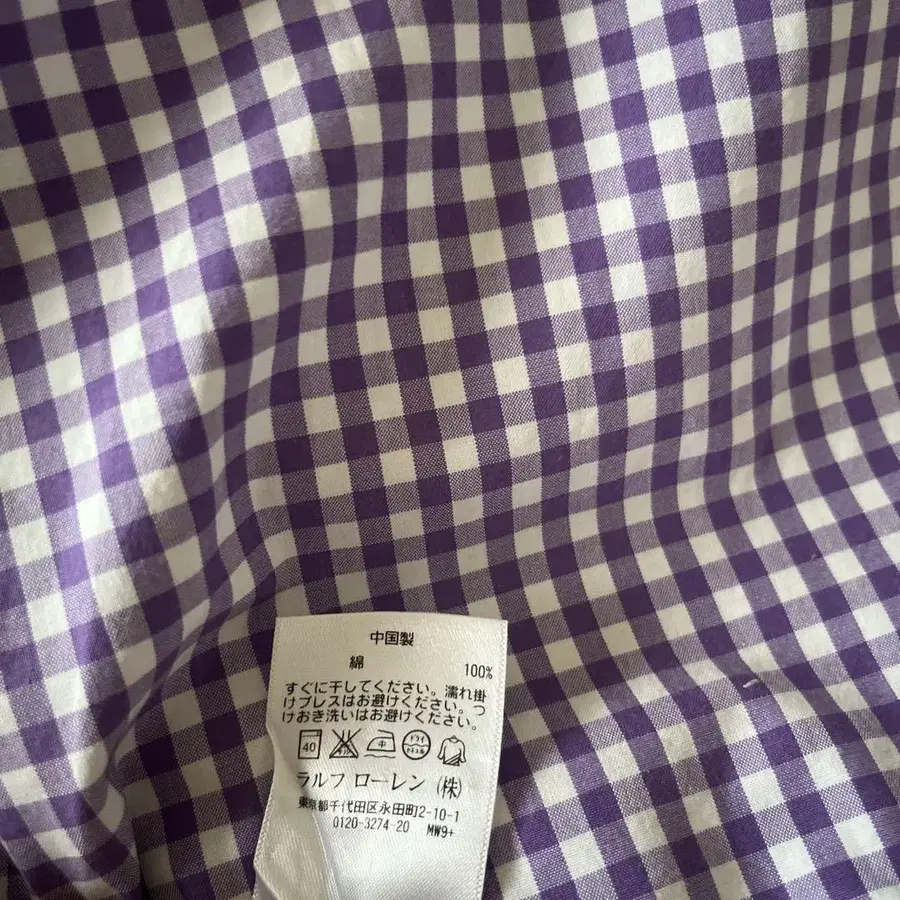 中国製
綿 100%
すぐに干してください。濡れ掛
けプレスはお避けください。つ
けおき洗いはお避けください。
40 中 ドライ
ラルフ ローレン (株)
東京都千代田区永田町2-10-1
0120-3274-20 MW9+